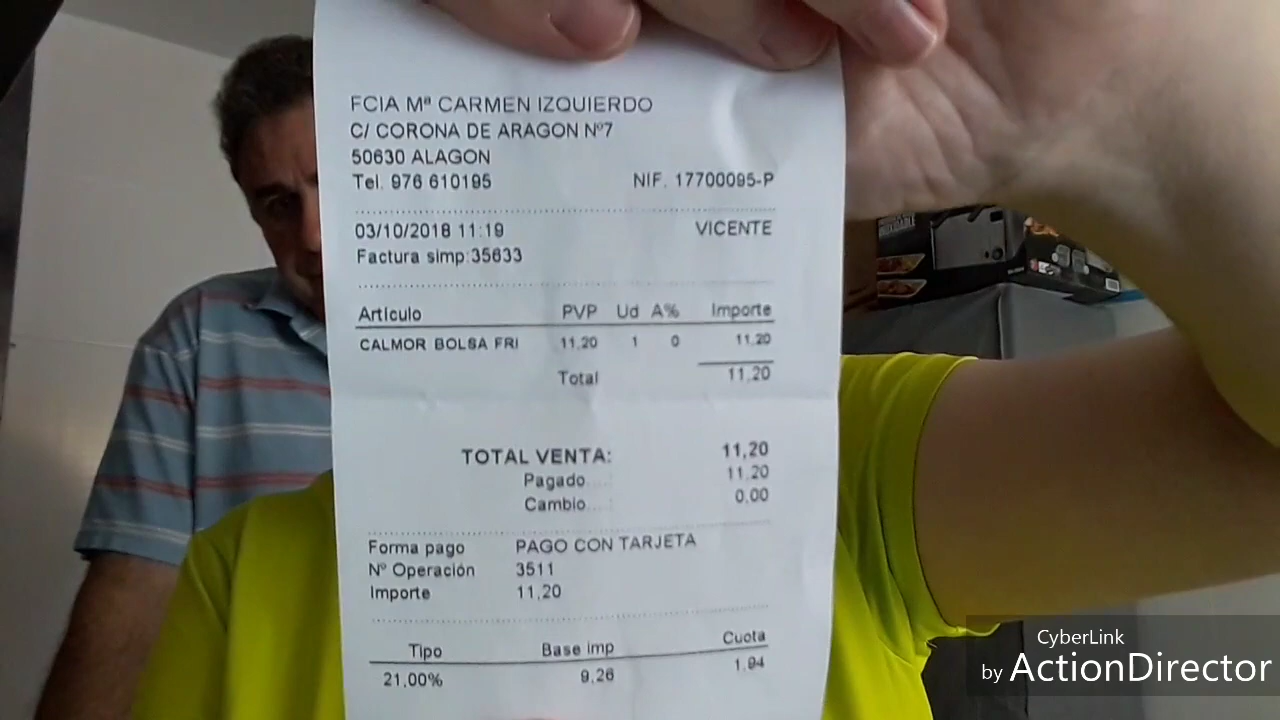 FCIA Mª CARMEN IZQUIERDO
C/ CORONA DE ARAGON Nº7
50630 ALAGON
Tel. 976 610195 NIF. 17700095-P
03/10/2018 11:19 VICENTE
Factura simp:35633
Artículo PVP Ud A% Importe
CALMOR BOLSA FRI 11,20 1 0 11,20
Total 11,20
TOTAL VENTA: 11,20
Pagado....: 11,20
Cambio....: 0,00
Forma pago PAGO CON TARJETA
Nº Operación 3511
Importe 11,20
Tipo Base imp Cuota
21,00% 9,26 1,94
CyberLink
by ActionDirector